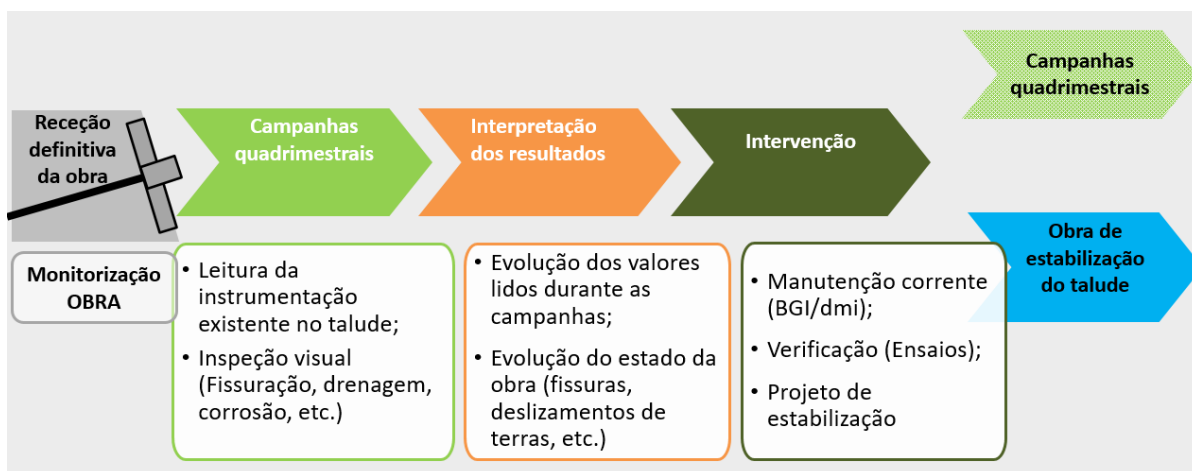 Receção
definitiva
da obra
Monitorização
OBRA
Campanhas
quadrimestrais
• Leitura da
instrumentação
existente no talude;
• Inspeção visual
(Fissuração, drenagem,
corrosão, etc.)
Interpretação
dos resultados
• Evolução dos valores
lidos durante as
campanhas;
• Evolução do estado da
obra (fissuras,
deslizamentos de
terras, etc.)
Intervenção
• Manutenção corrente
(BGI/dmi);
• Verificação (Ensaios);
• Projeto de
estabilização
Campanhas
quadrimestrais
Obra de
estabilização
do talude